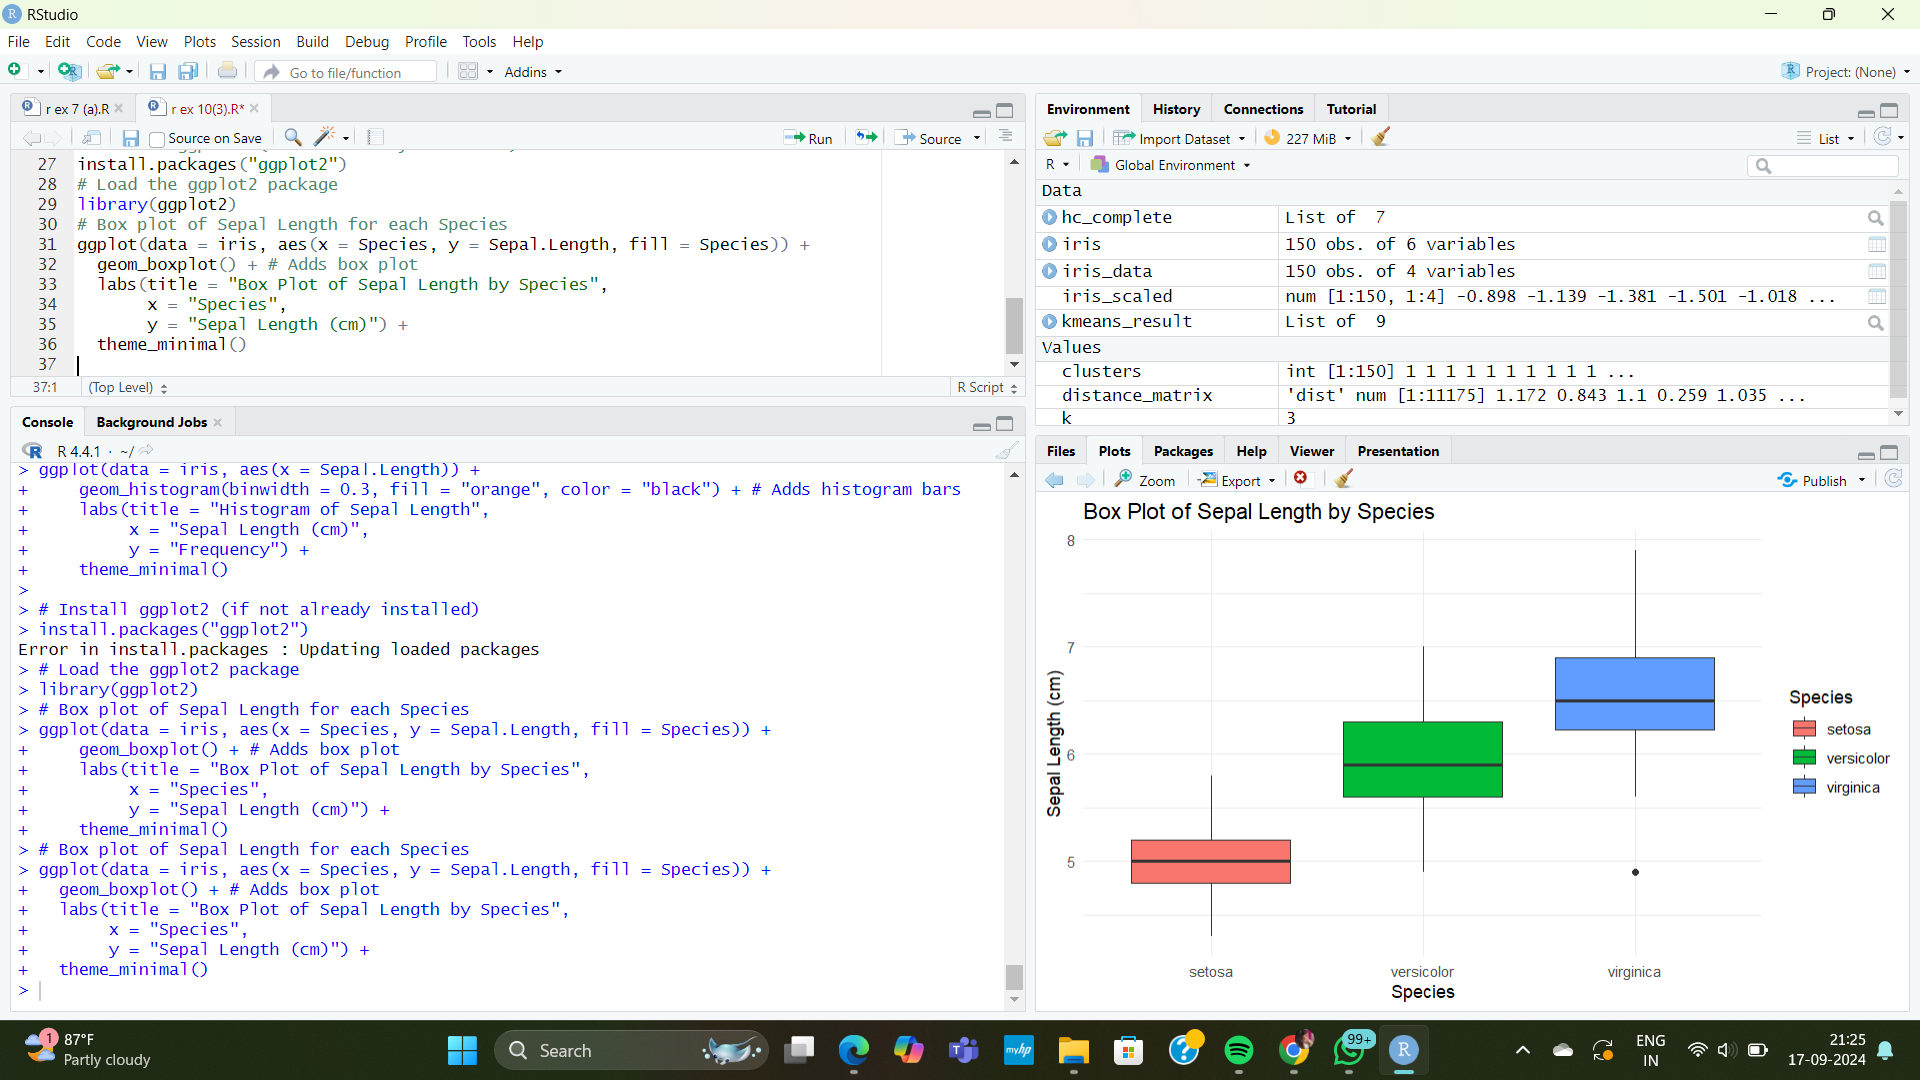 RStudio
File Edit Code View Plots Session Build Debug Profile Tools Help
Go to file/function Addins Project: (None)
r ex 7 (a).R r ex 10(3).R*
Source on Save Run Source
27 install.packages("ggplot2")
28 # Load the ggplot2 package
29 library(ggplot2)
30 # Box plot of Sepal Length for each Species
31 ggplot(data = iris, aes(x = Species, y = Sepal.Length, fill = Species)) +
32 geom_boxplot() + # Adds box plot
33 labs(title = "Box Plot of Sepal Length by Species",
34 x = "Species",
35 y = "Sepal Length (cm)") +
36 theme_minimal()
37
37:1 (Top Level) R Script
Console Background Jobs
R 4.4.1 · ~/
> ggplot(data = iris, aes(x = Sepal.Length)) +
+ geom_histogram(binwidth = 0.3, fill = "orange", color = "black") + # Adds histogram bars
+ labs(title = "Histogram of Sepal Length",
+ x = "Sepal Length (cm)",
+ y = "Frequency") +
+ theme_minimal()
>
> # Install ggplot2 (if not already installed)
> install.packages("ggplot2")
Error in install.packages : Updating loaded packages
> # Load the ggplot2 package
> library(ggplot2)
> # Box plot of Sepal Length for each Species
> ggplot(data = iris, aes(x = Species, y = Sepal.Length, fill = Species)) +
+ geom_boxplot() + # Adds box plot
+ labs(title = "Box Plot of Sepal Length by Species",
+ x = "Species",
+ y = "Sepal Length (cm)") +
+ theme_minimal()
> # Box plot of Sepal Length for each Species
> ggplot(data = iris, aes(x = Species, y = Sepal.Length, fill = Species)) +
+ geom_boxplot() + # Adds box plot
+ labs(title = "Box Plot of Sepal Length by Species",
+ x = "Species",
+ y = "Sepal Length (cm)") +
+ theme_minimal()
>
Environment History Connections Tutorial
Import Dataset 227 MiB List
R Global Environment
Data
hc_complete List of 7
iris 150 obs. of 6 variables
iris_data 150 obs. of 4 variables
iris_scaled num [1:150, 1:4] -0.898 -1.139 -1.381 -1.501 -1.018 ...
kmeans_result List of 9
Values
clusters int [1:150] 1 1 1 1 1 1 1 1 1 1 ...
distance_matrix 'dist' num [1:11175] 1.172 0.843 1.1 0.259 1.035 ...
k 3
Files Plots Packages Help Viewer Presentation
Zoom Export Publish
Box Plot of Sepal Length by Species
8
7
6
5
Sepal Length (cm)
setosa versicolor virginica
Species
Species
setosa
versicolor
virginica
1 87°F
Partly cloudy
Search
myhp
99+
ENG
IN
21:25
17-09-2024